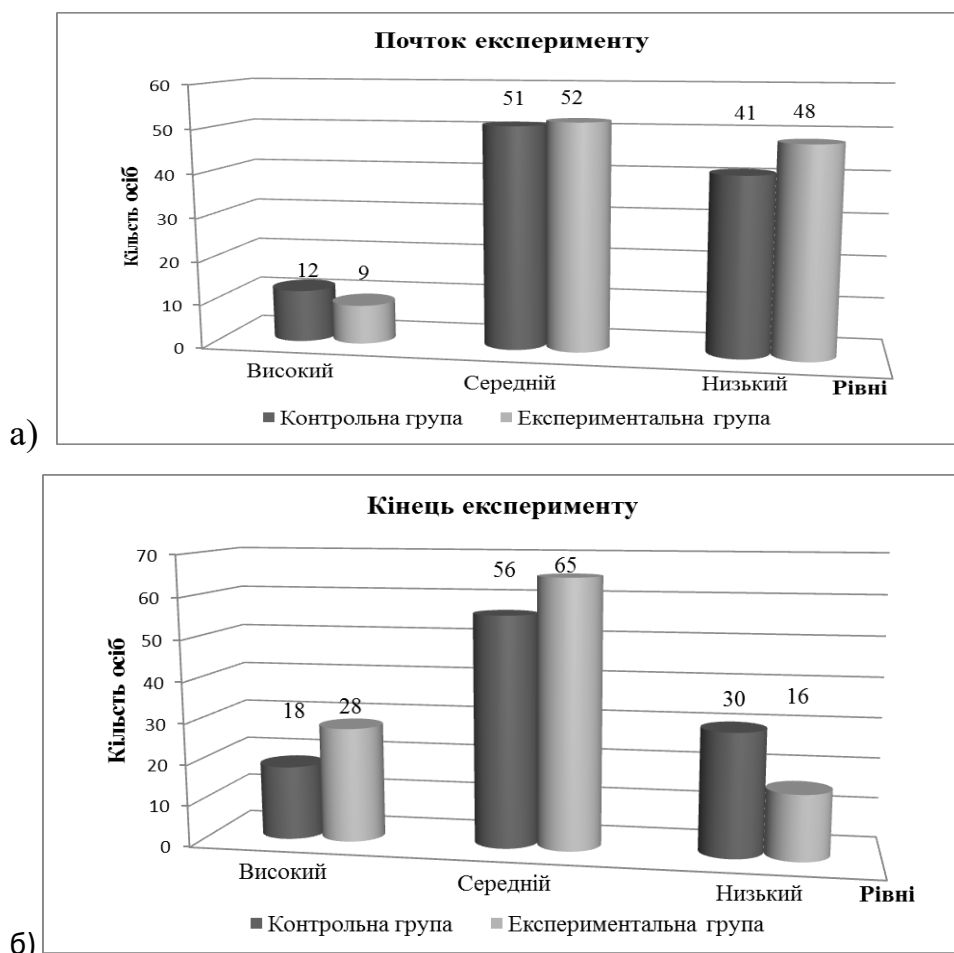 Почток експерименту
60
50
40
30
20
10
0
Кільсть осіб
51 52
41 48
12 9
Високий Середній Низький Рівні
Контрольна група Експериментальна група
а)
Кінець експерименту
70
60
50
40
30
20
10
0
Кільсть осіб
56 65
18 28
30 16
Високий Середній Низький Рівні
Контрольна група Експериментальна група
б)